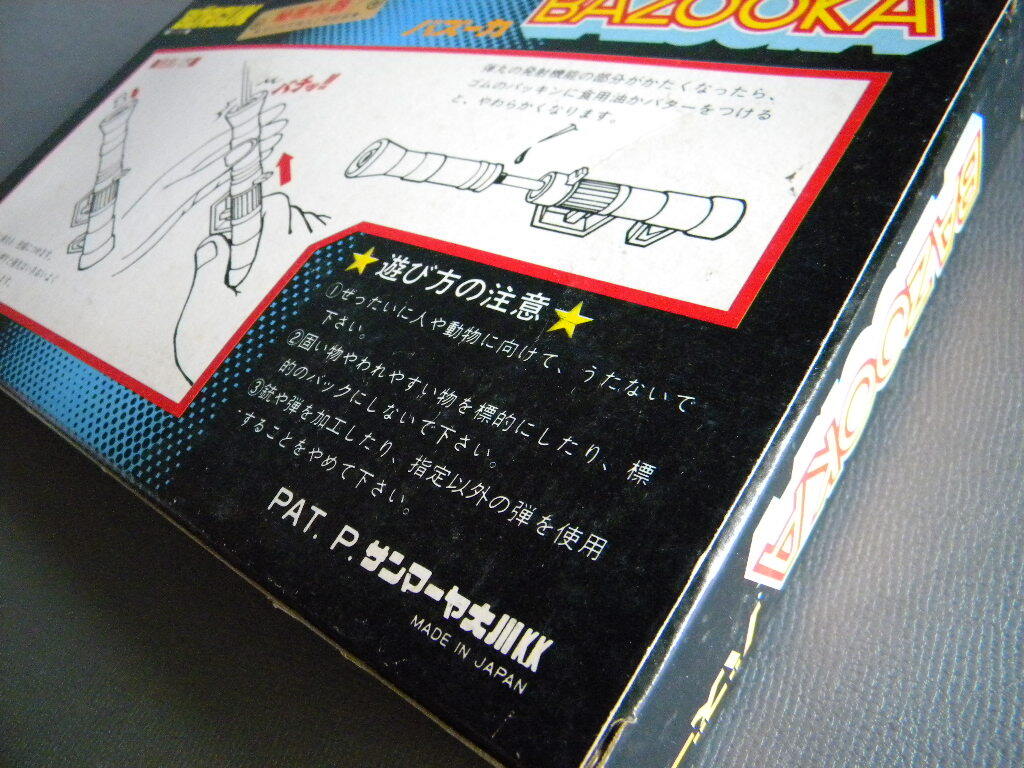 BAZOOKA
バズーカ
バチッ!!
弾丸の発射機能の部分がかたくなったら、
ゴムのパッキンに食用油かバターをつける
と、やわらかくなります。
遊び方の注意
①ぜったいに人や動物に向けて、うたないで
下さい。
②固い物やわれやすい物を標的にしたり、標
的のバックにしないで下さい。
③銃や弾を加工したり、指定以外の弾を使用
することをやめて下さい。
PAT. P. サンマーヤ大川KK
MADE IN JAPAN
BAZOOKA